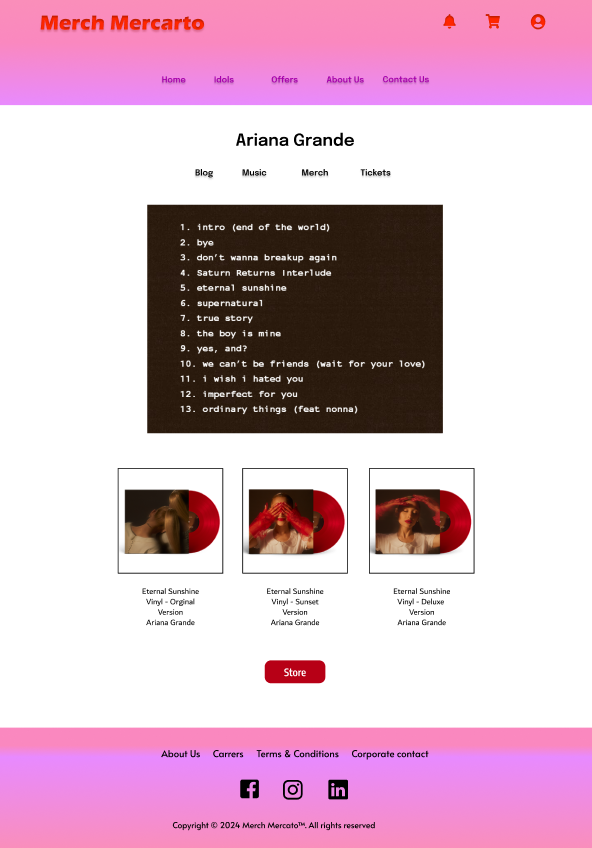 Merch Mercarto
Home Idols Offers About Us Contact Us
Ariana Grande
Blog Music Merch Tickets
1. intro (end of the world)
2. bye
3. don't wanna breakup again
4. Saturn Returns Interlude
5. eternal sunshine
6. supernatural
7. true story
8. the boy is mine
9. yes, and?
10. we can't be friends (wait for your love)
11. i wish i hated you
12. imperfect for you
13. ordinary things (feat nonna)
Eternal Sunshine
Vinyl - Orginal
Version
Ariana Grande
Eternal Sunshine
Vinyl - Sunset
Version
Ariana Grande
Eternal Sunshine
Vinyl - Deluxe
Version
Ariana Grande
Store
About Us Carrers Terms & Conditions Corporate contact
Copyright © 2024 Merch Mercato™. All rights reserved